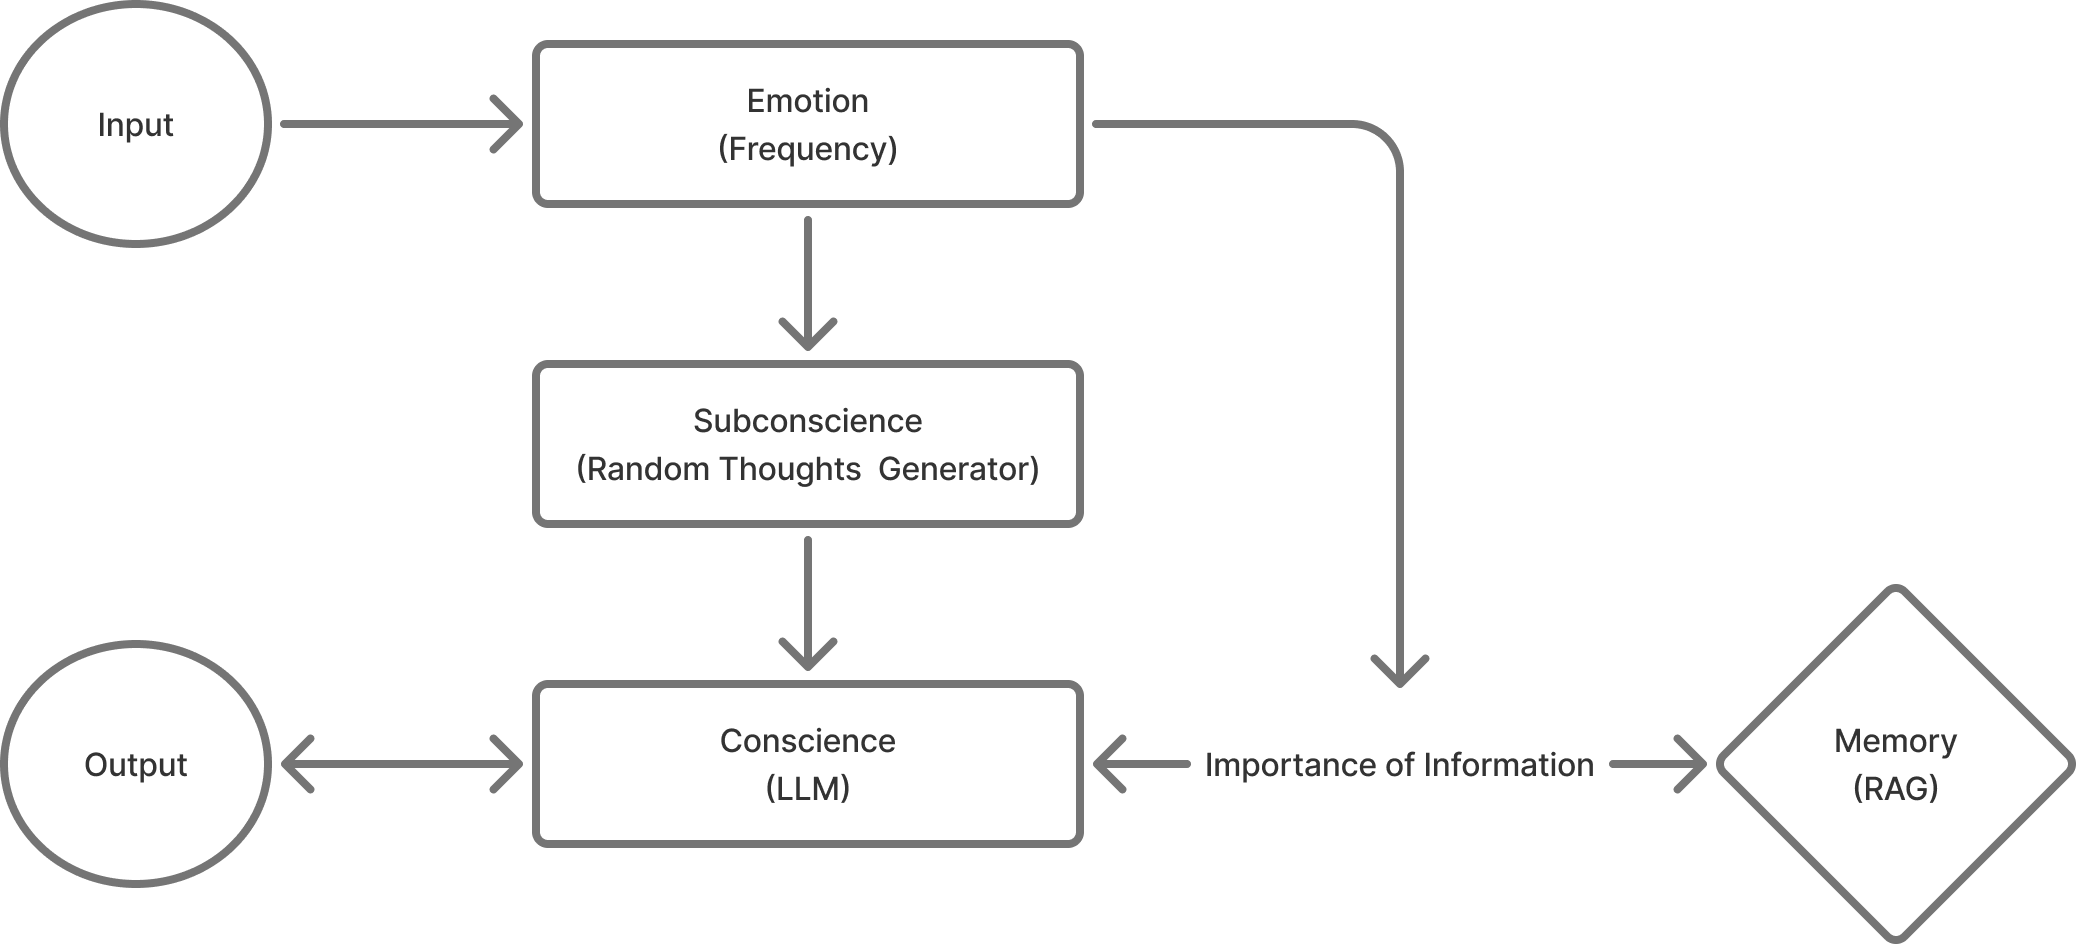 Input
Emotion
(Frequency)
Subconscience
(Random Thoughts  Generator)
Output
Conscience
(LLM)
Importance of Information
Memory
(RAG)